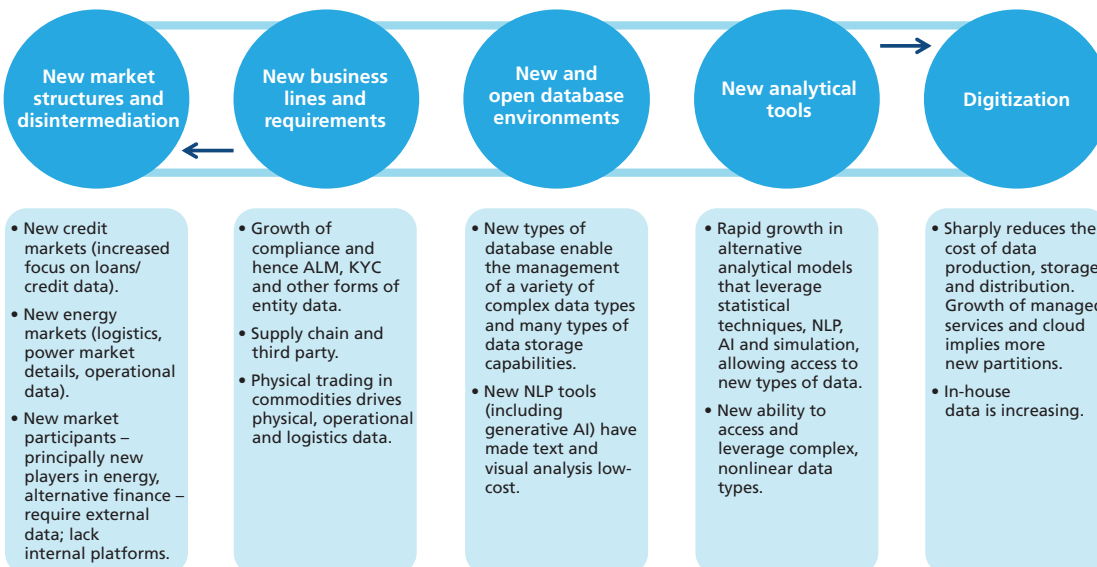 New market
structures and
disintermediation
New business
lines and
requirements
New and
open database
environments
New analytical
tools
Digitization
• New credit
markets (increased
focus on loans/
credit data).
• New energy
markets (logistics,
power market
details, operational
data).
• New market
participants –
principally new
players in energy,
alternative finance –
require external
data; lack
internal platforms.
• Growth of
compliance and
hence ALM, KYC
and other forms of
entity data.
• Supply chain and
third party.
• Physical trading in
commodities drives
physical, operational
and logistics data.
• New types of
database enable
the management
of a variety of
complex data types
and many types of
data storage
capabilities.
• New NLP tools
(including
generative AI) have
made text and
visual analysis low-
cost.
• Rapid growth in
alternative
analytical models
that leverage
statistical
techniques, NLP,
AI and simulation,
allowing access to
new types of data.
• New ability to
access and
leverage complex,
nonlinear data
types.
• Sharply reduces the
cost of data
production, storage
and distribution.
Growth of managed
services and cloud
implies more
new partitions.
• In-house
data is increasing.